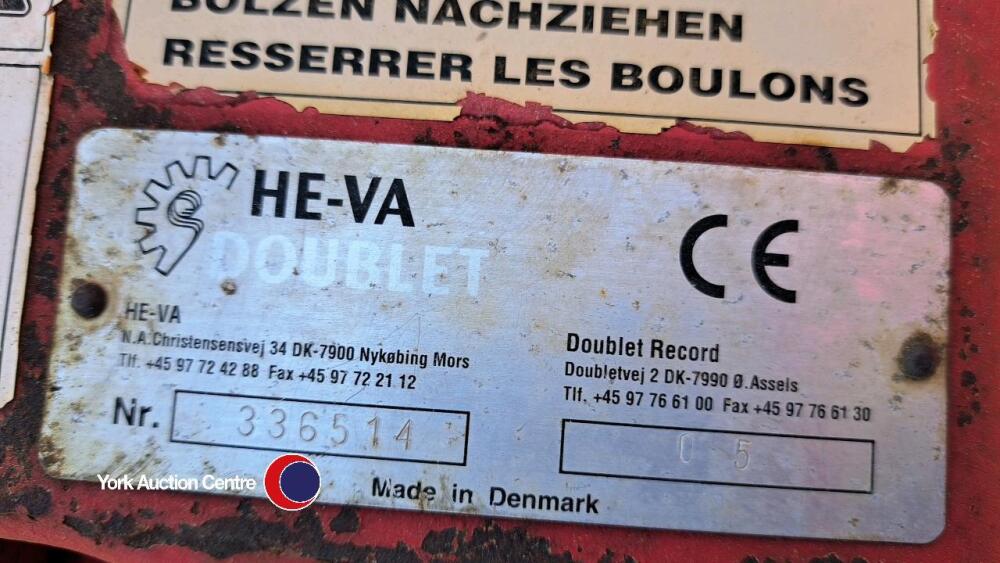 BOLZEN NACHZIEHEN
RESSERRER LES BOULONS
HE-VA
DOUBLET
CE
HE-VA
N.A.Christensensvej 34 DK-7900 Nykøbing Mors
Tlf. +45 97 72 42 88 Fax +45 97 72 21 12
Doublet Record
Doubletvej 2 DK-7990 Ø.Assels
Tlf. +45 97 76 61 00 Fax +45 97 76 61 30
Nr. 336514
0 5
Made in Denmark
York Auction Centre